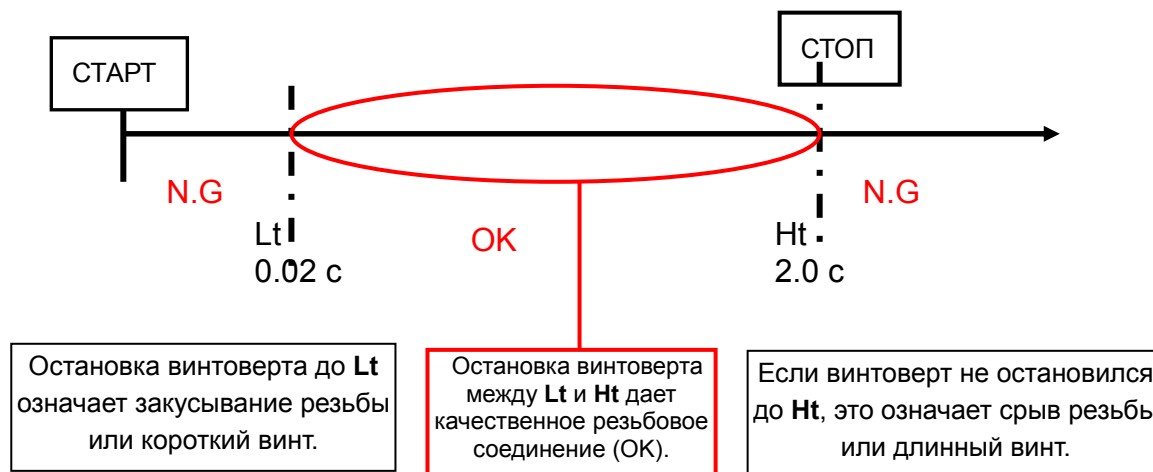 СТАРТ
СТОП
N.G
N.G
Lt
0.02 с
OK
Ht
2.0 с
Остановка винтоверта до Lt
означает закусывание резьбы
или короткий винт.
Остановка винтоверта
между Lt и Ht дает
качественное резьбовое
соединение (OK).
Если винтоверт не остановился
до Ht, это означает срыв резьбы
или длинный винт.